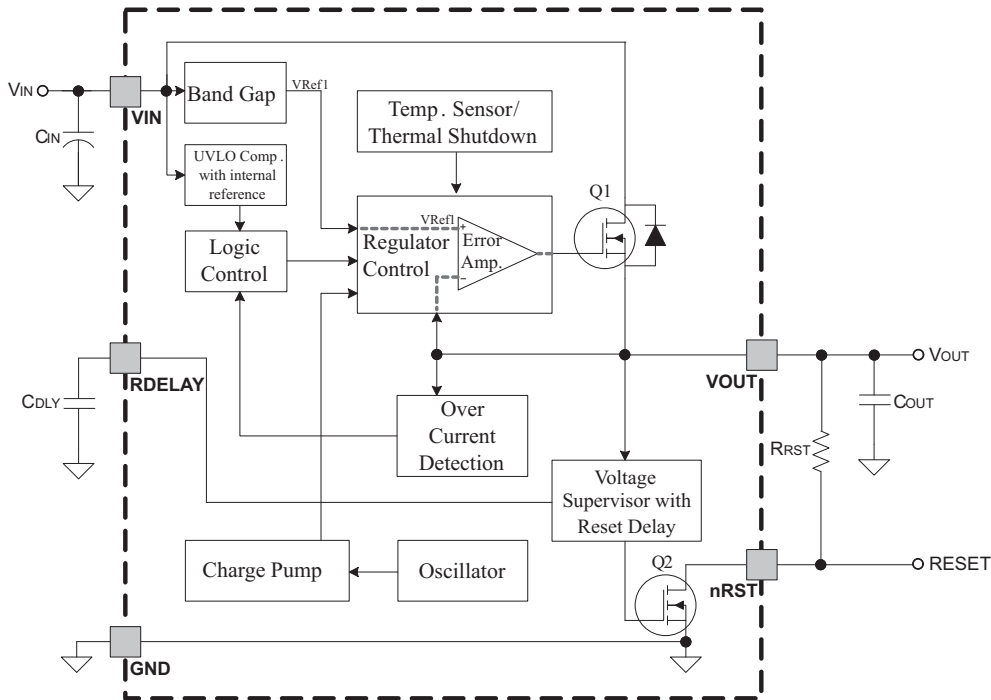 VIN
CIN
VIN
Band Gap
VRef1
Temp. Sensor/
Thermal Shutdown
UVLO Comp.
with internal
reference
Logic
Control
VRef1
Regulator
Control
+
Error
Amp.
−
Q1
RDELAY
CDLY
VOUT
VOUT
COUT
RRST
Over
Current
Detection
Voltage
Supervisor with
Reset Delay
Charge Pump
Oscillator
Q2
nRST
RESET
GND